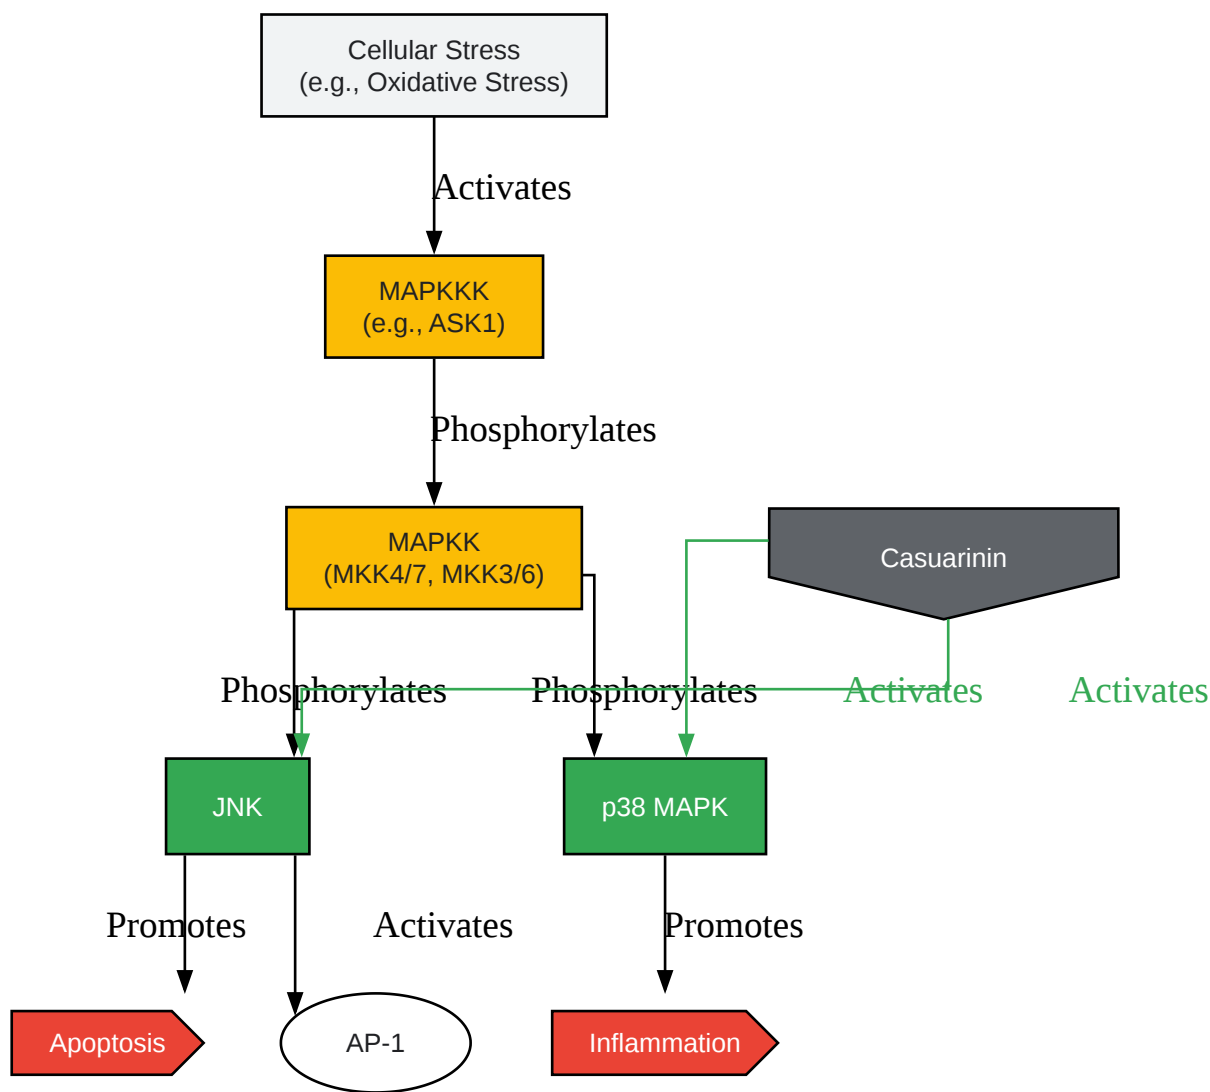 Cellular Stress
(e.g., Oxidative Stress)
Activates
MAPKKK
(e.g., ASK1)
Phosphorylates
MAPKK
(MKK4/7, MKK3/6)
Casuarinin
Phosphorylates
Phosphorylates
Activates
Activates
JNK
p38 MAPK
Promotes
Activates
Promotes
Apoptosis
AP-1
Inflammation